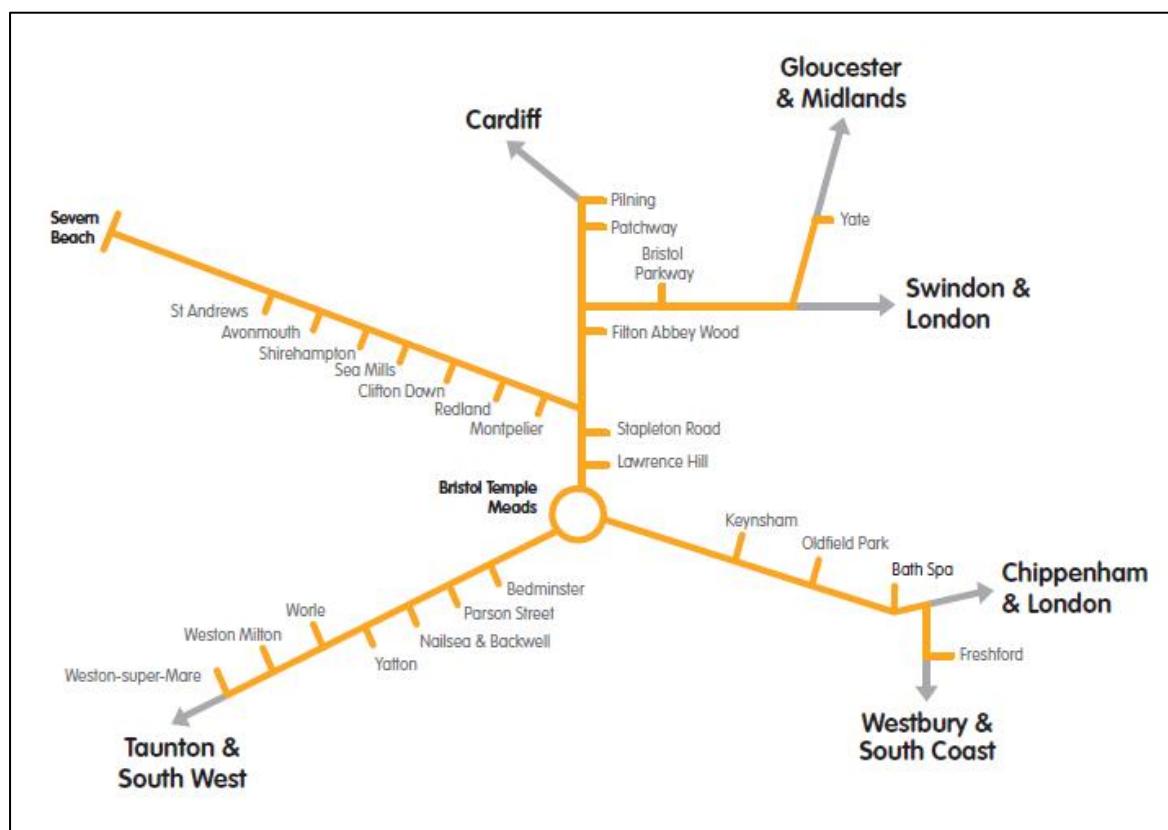 Gloucester
& Midlands
Cardiff
Pilning
Patchway
Severn
Beach
Yate
Bristol
Parkway
Swindon &
London
St Andrews
Avonmouth
Shirehampton
Sea Mills
Clifton Down
Redland
Montpelier
Filton Abbey Wood
Stapleton Road
Lawrence Hill
Bristol Temple
Meads
Keynsham
Oldfield Park
Bath Spa
Chippenham
& London
Bedminster
Parson Street
Nailsea & Backwell
Yatton
Worle
Weston Milton
Weston-super-Mare
Freshford
Taunton &
South West
Westbury &
South Coast